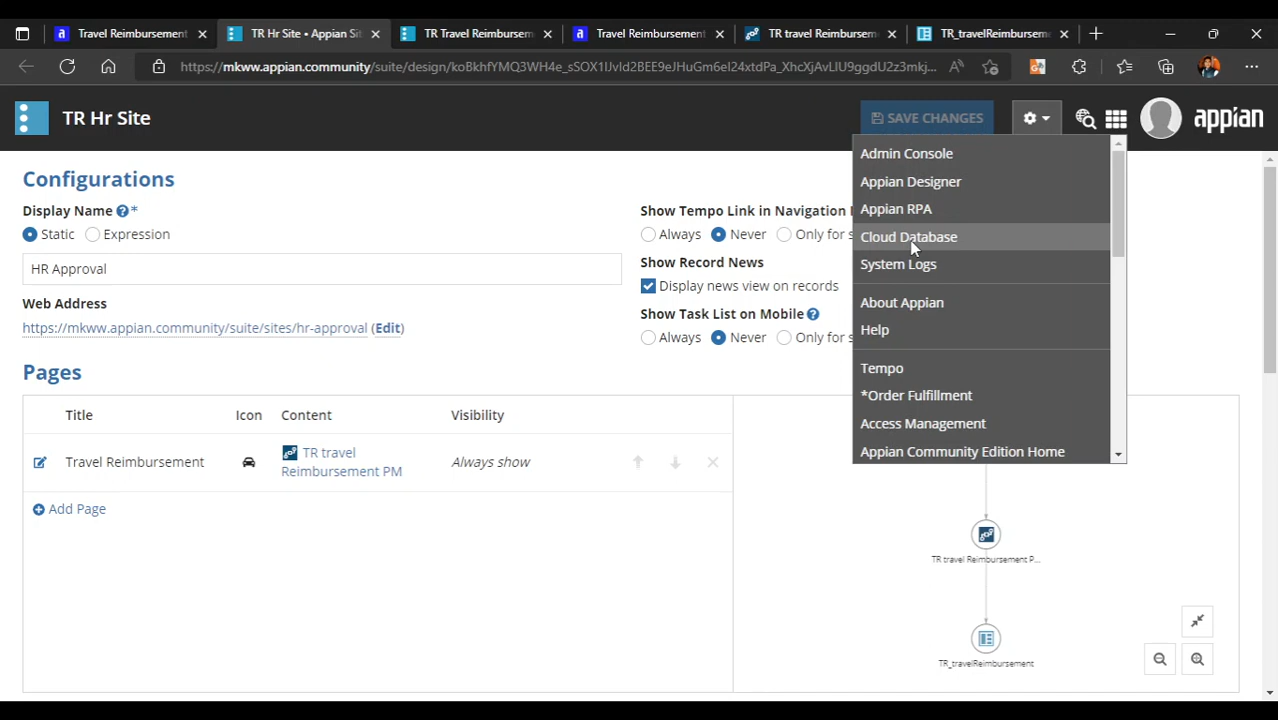 Travel Reimbursement
TR Hr Site • Appian Sit
TR Travel Reimbursem
Travel Reimbursement
TR travel Reimbursem
TR_travelReimbursem
https://mkww.appian.community/suite/design/koBkhfYMQ3WH4e_sSOX1IJvId2BEE9eJHuGm6eI24xtdPa_XhcXjAvLIU9ggdU2z3mkj...
TR Hr Site
SAVE CHANGES
appian
Admin Console
Appian Designer
Appian RPA
Cloud Database
System Logs
About Appian
Help
Tempo
*Order Fulfillment
Access Management
Appian Community Edition Home
Configurations
Display Name ?*
Static
Expression
HR Approval
Web Address
https://mkww.appian.community/suite/sites/hr-approval (Edit)
Show Tempo Link in Navigation
Always
Never
Only for s
Show Record News
Display news view on records
Show Task List on Mobile ?
Always
Never
Only for s
Pages
Title
Icon
Content
Visibility
Travel Reimbursement
TR travel
Reimbursement PM
Always show
Add Page
TR travel Reimbursement P...
TR_travelReimbursement